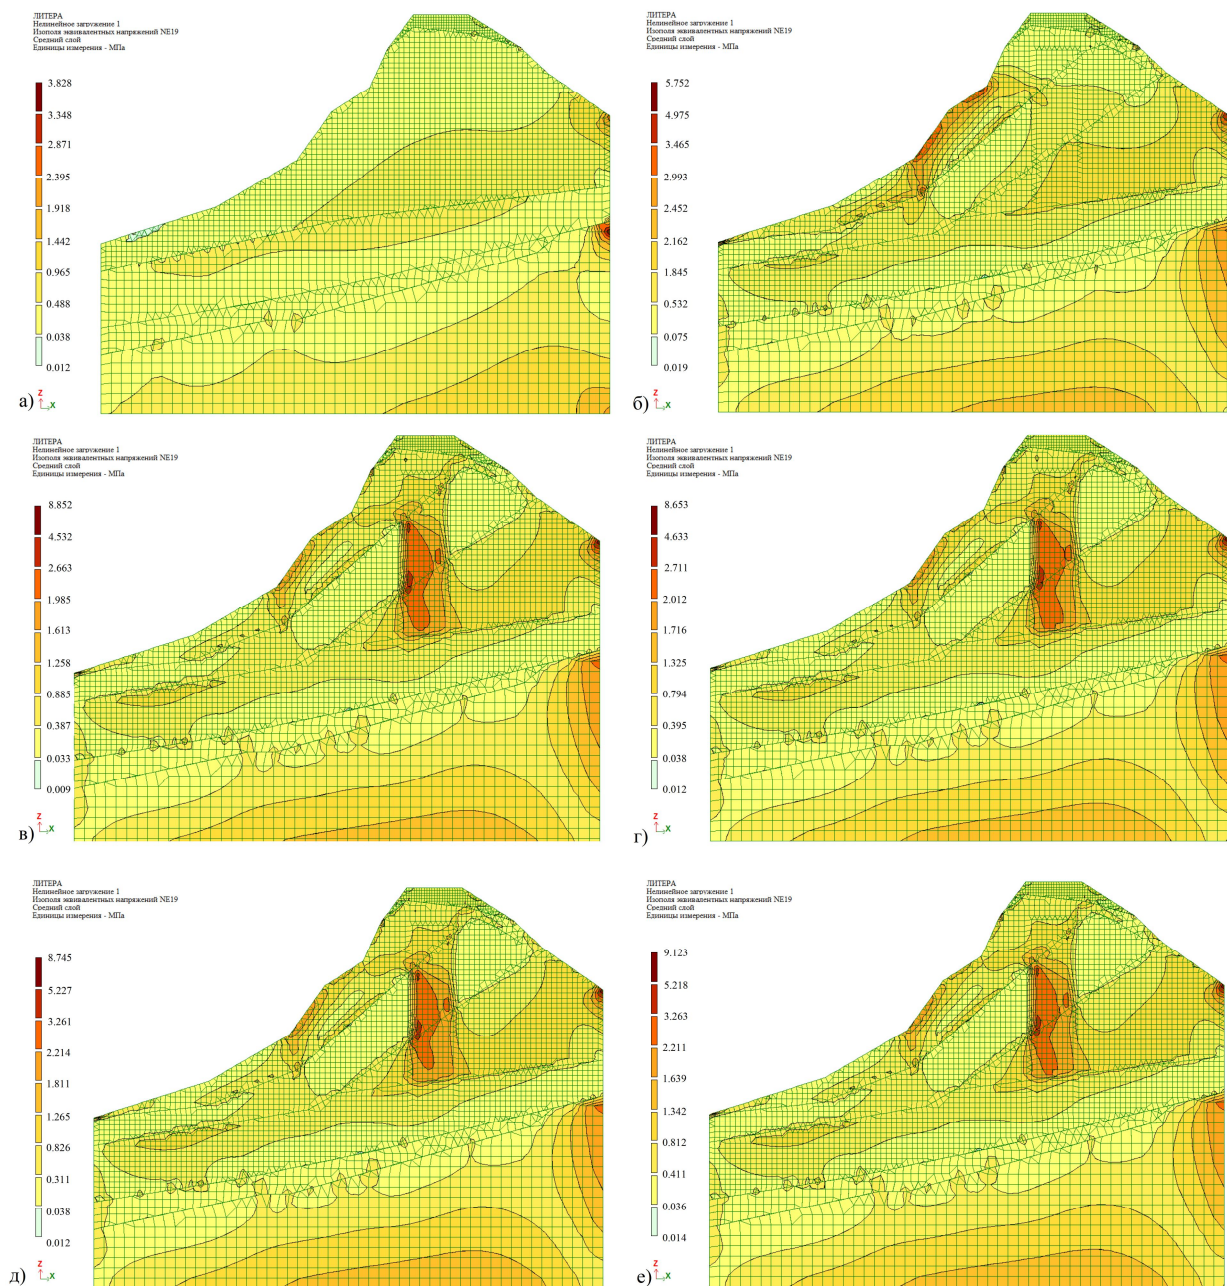 ЛИТЕРА
Нелинейное загружение 1
Изополя эквивалентных напряжений NE19
Средний слой
Единицы измерения - МПа
3.828
3.348
2.871
2.395
1.918
1.442
0.965
0.488
0.038
0.012
Z
X
а)
ЛИТЕРА
Нелинейное загружение 1
Изополя эквивалентных напряжений NE19
Средний слой
Единицы измерения - МПа
5.752
4.975
3.465
2.993
2.452
2.162
1.845
0.532
0.075
0.019
Z
X
б)
ЛИТЕРА
Нелинейное загружение 1
Изополя эквивалентных напряжений NE19
Средний слой
Единицы измерения - МПа
8.852
4.532
2.663
1.985
1.613
1.258
0.885
0.387
0.033
0.009
Z
X
в)
ЛИТЕРА
Нелинейное загружение 1
Изополя эквивалентных напряжений NE19
Средний слой
Единицы измерения - МПа
8.653
4.633
2.711
2.012
1.716
1.325
0.794
0.395
0.038
0.012
Z
X
г)
ЛИТЕРА
Нелинейное загружение 1
Изополя эквивалентных напряжений NE19
Средний слой
Единицы измерения - МПа
8.745
5.227
3.261
2.214
1.811
1.265
0.826
0.311
0.038
0.012
Z
X
д)
ЛИТЕРА
Нелинейное загружение 1
Изополя эквивалентных напряжений NE19
Средний слой
Единицы измерения - МПа
9.123
5.218
3.263
2.211
1.639
1.342
0.812
0.411
0.036
0.014
Z
X
е)